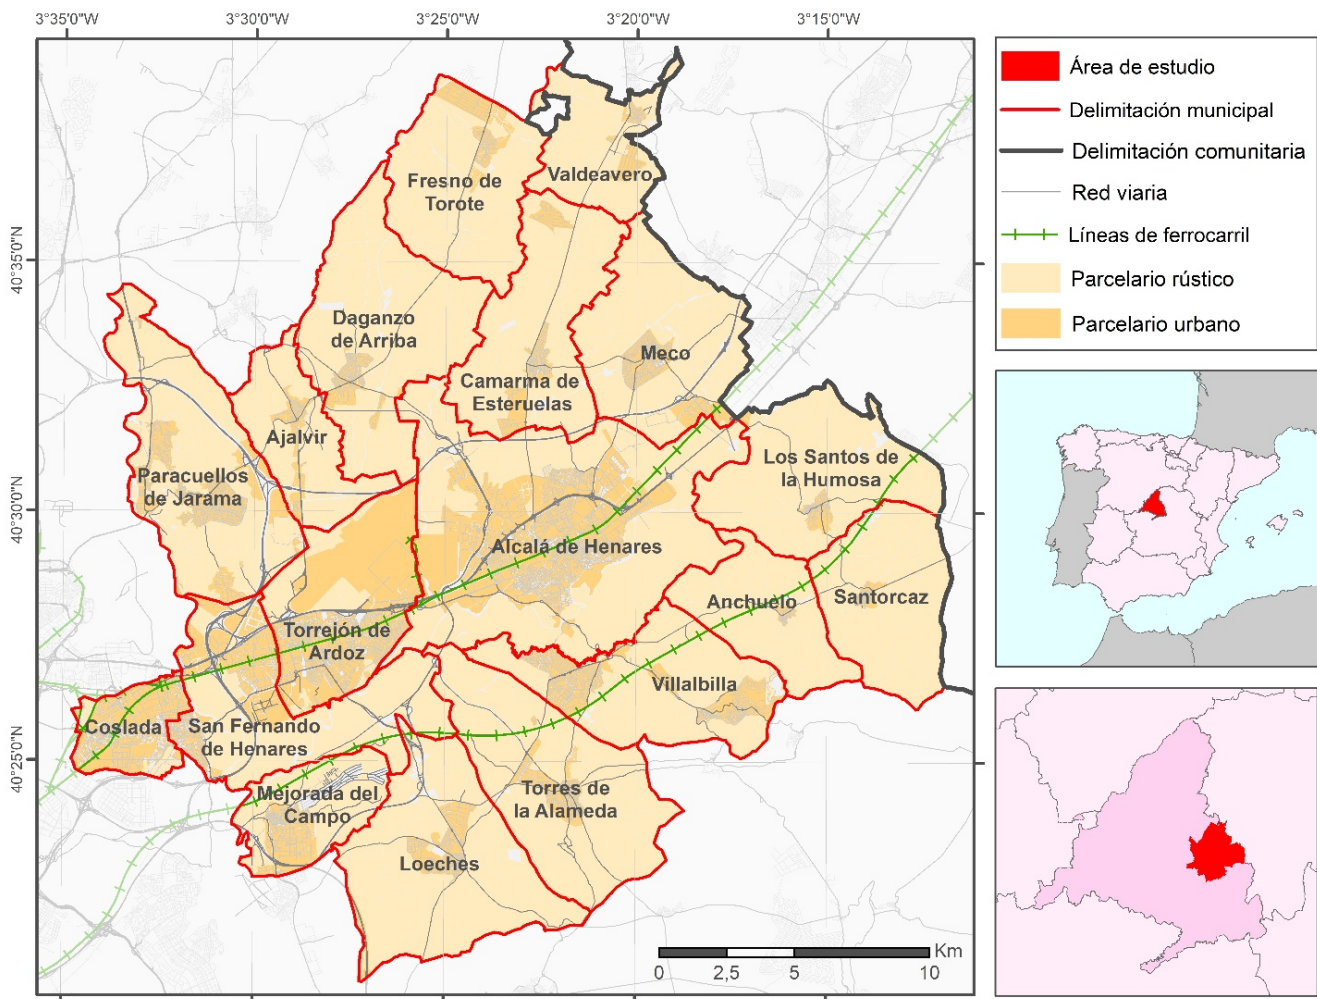 3°35'0"W
3°30'0"W
3°25'0"W
3°20'0"W
3°15'0"W
40°35'0"N
40°30'0"N
40°25'0"N
Fresno de
Torote
Valdeavero
Daganzo
de Arriba
Meco
Camarma de
Esteruelas
Ajalvir
Paracuellos
de Jarama
Los Santos de
la Humosa
Alcalá de Henares
Anchuelo
Santorcaz
Torrejón de
Ardoz
Villalbilla
Coslada
San Fernando
de Henares
Mejorada del
Campo
Torres de
la Alameda
Loeches
Km
0
2,5
5
10
Área de estudio
Delimitación municipal
Delimitación comunitaria
Red viaria
Líneas de ferrocarril
Parcelario rústico
Parcelario urbano